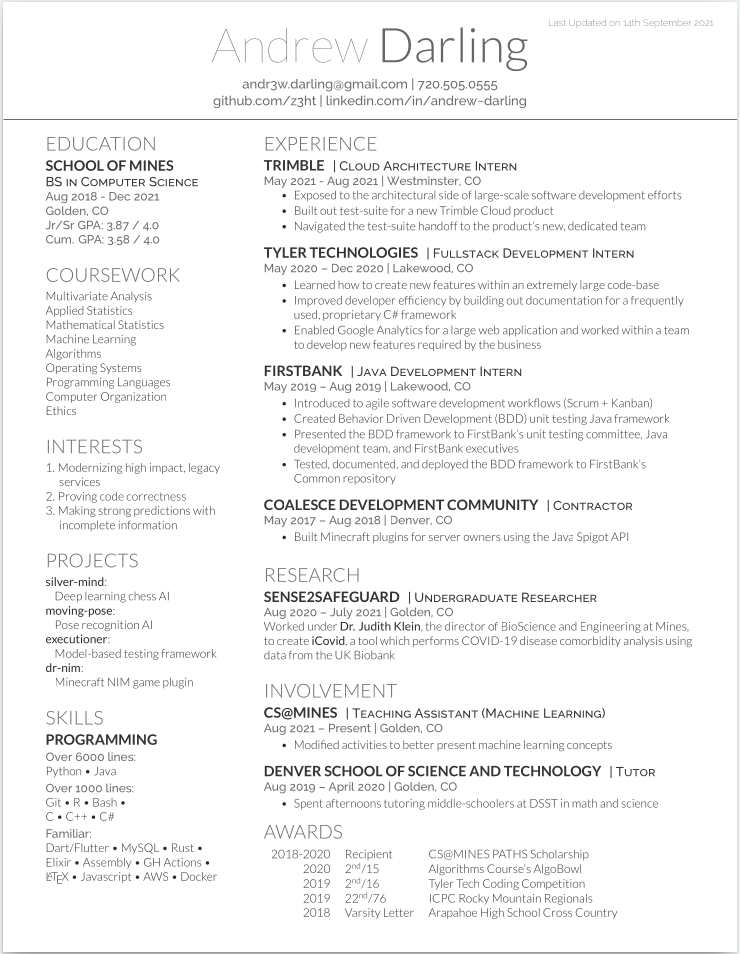 Last Updated on 14th September 2021
Andrew Darling
andr3w.darling@gmail.com | 720.505.0555
github.com/z3ht | linkedin.com/in/andrew-darling
EDUCATION
SCHOOL OF MINES
BS in Computer Science
Aug 2018 - Dec 2021
Golden, CO
Jr/Sr GPA: 3.87 / 4.0
Cum. GPA: 3.58 / 4.0
COURSEWORK
Multivariate Analysis
Applied Statistics
Mathematical Statistics
Machine Learning
Algorithms
Operating Systems
Programming Languages
Computer Organization
Ethics
INTERESTS
1. Modernizing high impact, legacy
services
2. Proving code correctness
3. Making strong predictions with
incomplete information
PROJECTS
silver-mind:
Deep learning chess AI
moving-pose:
Pose recognition AI
executioner:
Model-based testing framework
dr-nim:
Minecraft NIM game plugin
SKILLS
PROGRAMMING
Over 6000 lines:
Python • Java
Over 1000 lines:
Git • R • Bash •
C • C++ • C#
Familiar:
Dart/Flutter • MySQL • Rust •
Elixir • Assembly • GH Actions •
LATEX • Javascript • AWS • Docker
EXPERIENCE
TRIMBLE | Cloud Architecture Intern
May 2021 - Aug 2021 | Westminster, CO
• Exposed to the architectural side of large-scale software development efforts
• Built out test-suite for a new Trimble Cloud product
• Navigated the test-suite handoff to the product's new, dedicated team
TYLER TECHNOLOGIES | Fullstack Development Intern
May 2020 – Dec 2020 | Lakewood, CO
• Learned how to create new features within an extremely large code-base
• Improved developer efficiency by building out documentation for a frequently
used, proprietary C# framework
• Enabled Google Analytics for a large web application and worked within a team
to develop new features required by the business
FIRSTBANK | Java Development Intern
May 2019 – Aug 2019 | Lakewood, CO
• Introduced to agile software development workflows (Scrum + Kanban)
• Created Behavior Driven Development (BDD) unit testing Java framework
• Presented the BDD framework to FirstBank's unit testing committee, Java
development team, and FirstBank executives
• Tested, documented, and deployed the BDD framework to FirstBank's
Common repository
COALESCE DEVELOPMENT COMMUNITY | Contractor
May 2017 – Aug 2018 | Denver, CO
• Built Minecraft plugins for server owners using the Java Spigot API
RESEARCH
SENSE2SAFEGUARD | Undergraduate Researcher
Aug 2020 – July 2021 | Golden, CO
Worked under Dr. Judith Klein, the director of BioScience and Engineering at Mines,
to create iCovid, a tool which performs COVID-19 disease comorbidity analysis using
data from the UK Biobank
INVOLVEMENT
CS@MINES | Teaching Assistant (Machine Learning)
Aug 2021 – Present | Golden, CO
• Modified activities to better present machine learning concepts
DENVER SCHOOL OF SCIENCE AND TECHNOLOGY | Tutor
Aug 2019 – April 2020 | Golden, CO
• Spent afternoons tutoring middle-schoolers at DSST in math and science
AWARDS
2018-2020 Recipient CS@MINES PATHS Scholarship
2020 2nd/15 Algorithms Course's AlgoBowl
2019 2nd/16 Tyler Tech Coding Competition
2019 22nd/76 ICPC Rocky Mountain Regionals
2018 Varsity Letter Arapahoe High School Cross Country